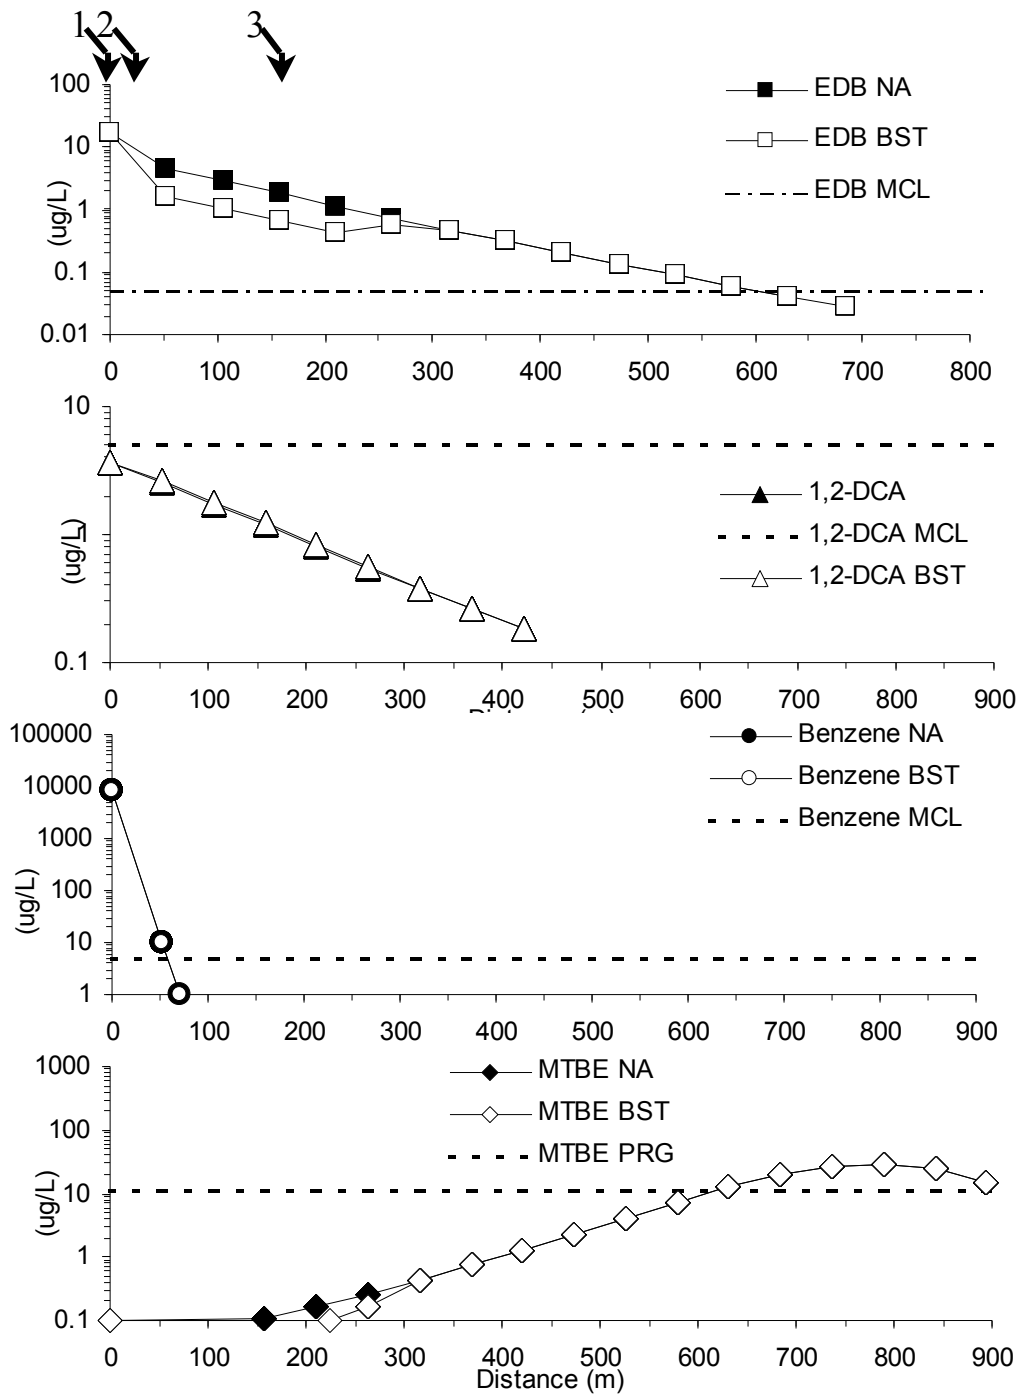 1 2 3
100
10
1
0.1
0.01
(ug/L)
EDB NA
EDB BST
EDB MCL
0 100 200 300 400 500 600 700 800
10
1
0.1
(ug/L)
1,2-DCA
1,2-DCA MCL
1,2-DCA BST
0 100 200 300 400 500 600 700 800 900
100000
10000
1000
100
10
1
(ug/L)
Benzene NA
Benzene BST
Benzene MCL
0 100 200 300 400 500 600 700 800 900
1000
100
10
1
0.1
(ug/L)
MTBE NA
MTBE BST
MTBE PRG
0 100 200 300 400 500 600 700 800 900
Distance (m)